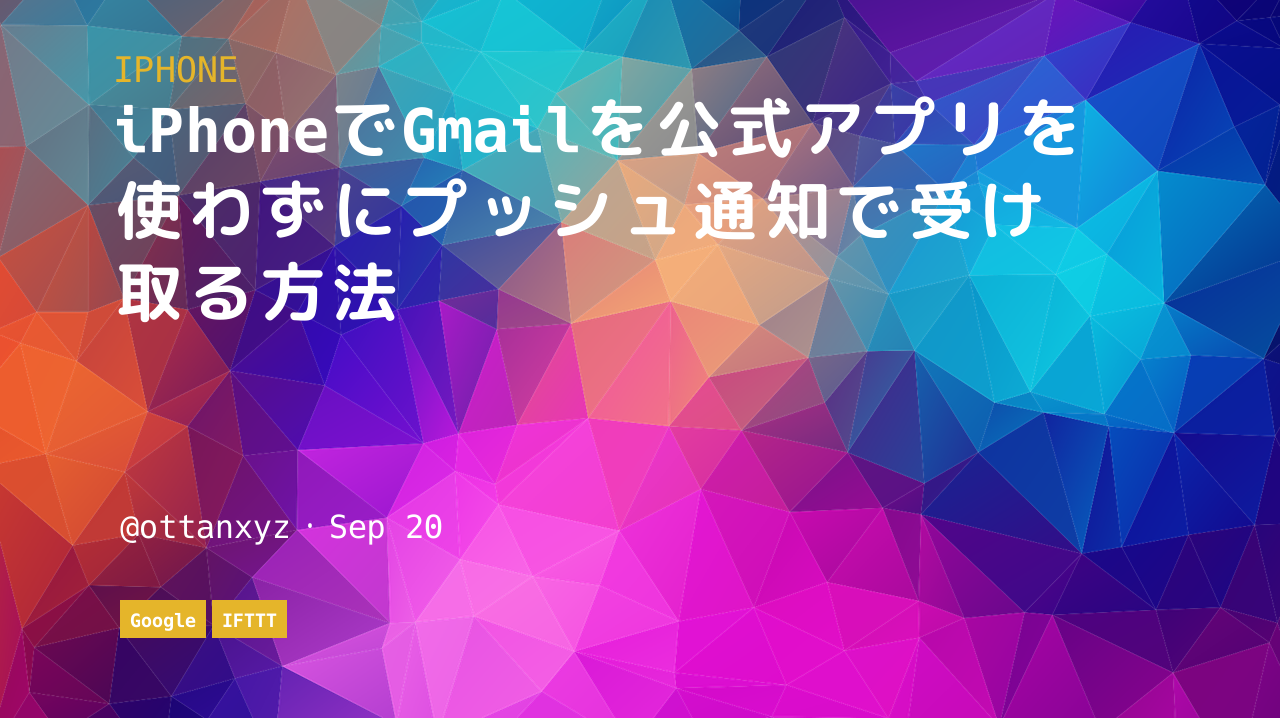 IPHONE
iPhoneでGmailを公式アプリを
使わずにプッシュ通知で受け
取る方法
@ottanxyz · Sep 20
Google IFTTT